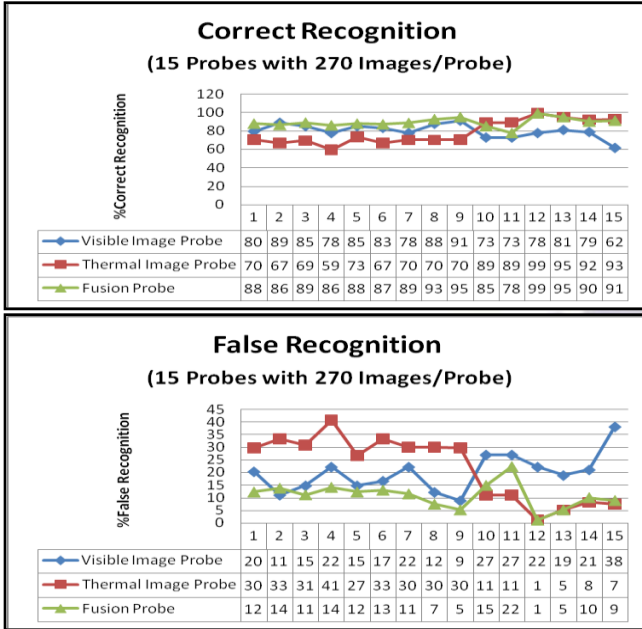 Correct Recognition
(15 Probes with 270 Images/Probe)
%Correct Recognition
120
100
80
60
40
20
0
1 2 3 4 5 6 7 8 9 10 11 12 13 14 15
Visible Image Probe 80 89 85 78 85 83 78 88 91 73 73 78 81 79 62
Thermal Image Probe 70 67 69 59 73 67 70 70 70 89 89 99 95 92 93
Fusion Probe 88 86 89 86 88 87 89 93 95 85 78 99 95 90 91
False Recognition
(15 Probes with 270 Images/Probe)
%False Recognition
45
40
35
30
25
20
15
10
5
0
1 2 3 4 5 6 7 8 9 10 11 12 13 14 15
Visible Image Probe 20 11 15 22 15 17 22 12 9 27 27 22 19 21 38
Thermal Image Probe 30 33 31 41 27 33 30 30 30 11 11 1 5 8 7
Fusion Probe 12 14 11 14 12 13 11 7 5 15 22 1 5 10 9